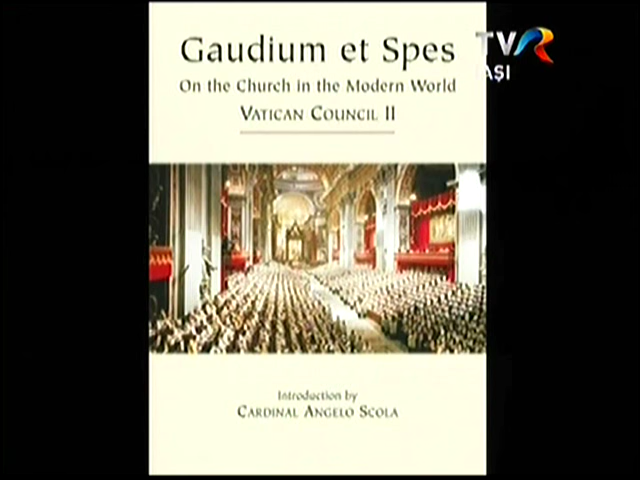 Gaudium et Spes
On the Church in the Modern World
VATICAN COUNCIL II
TVR
AȘI
Introduction by
CARDINAL ANGELO SCOLA